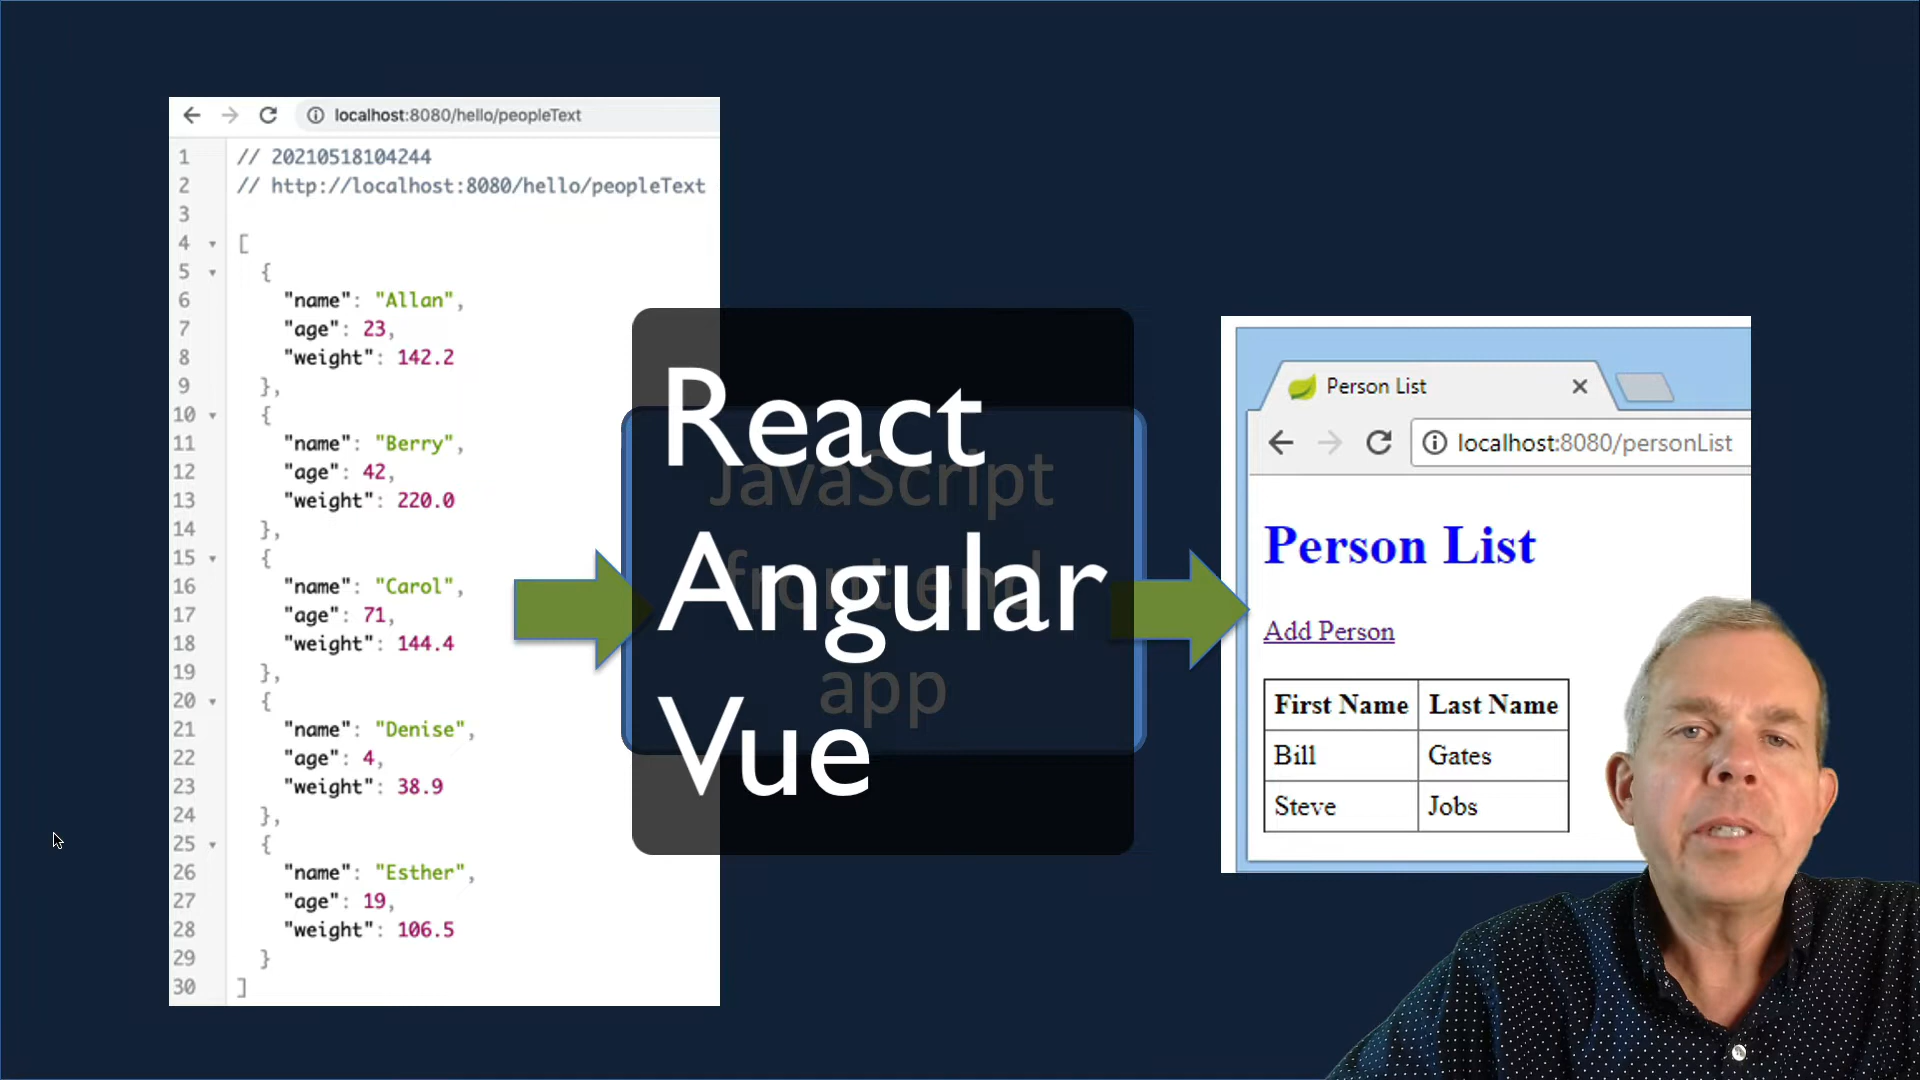 localhost:8080/hello/peopleText
1 // 20210518104244
2 // http://localhost:8080/hello/peopleText
3
4 [
5 {
6 "name": "Allan",
7 "age": 23,
8 "weight": 142.2
9 },
10 {
11 "name": "Berry",
12 "age": 42,
13 "weight": 220.0
14 },
15 {
16 "name": "Carol",
17 "age": 71,
18 "weight": 144.4
19 },
20 {
21 "name": "Denise",
22 "age": 4,
23 "weight": 38.9
24 },
25 {
26 "name": "Esther",
27 "age": 19,
28 "weight": 106.5
29 }
30 ]
React
Angular
Vue
JavaScript
front end
app
Person List
localhost:8080/personList
Person List
Add Person
First Name Last Name
Bill Gates
Steve Jobs